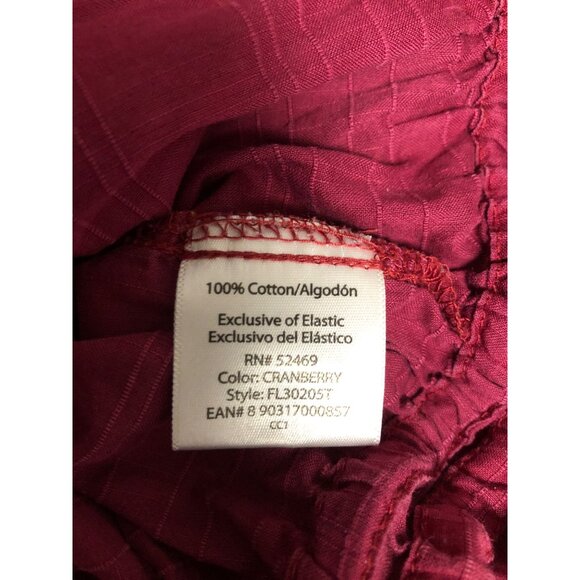 100% Cotton/Algodón
Exclusive of Elastic
Exclusivo del Elástico
RN# 52469
Color: CRANBERRY
Style: FL30205T
EAN# 8 90317000857
CC1